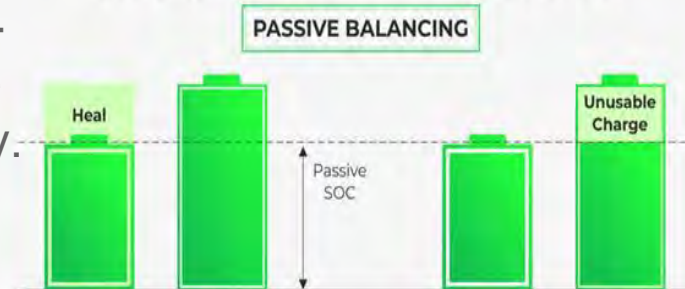 PASSIVE BALANCING
Heal
Unusable
Charge
Passive
SOC